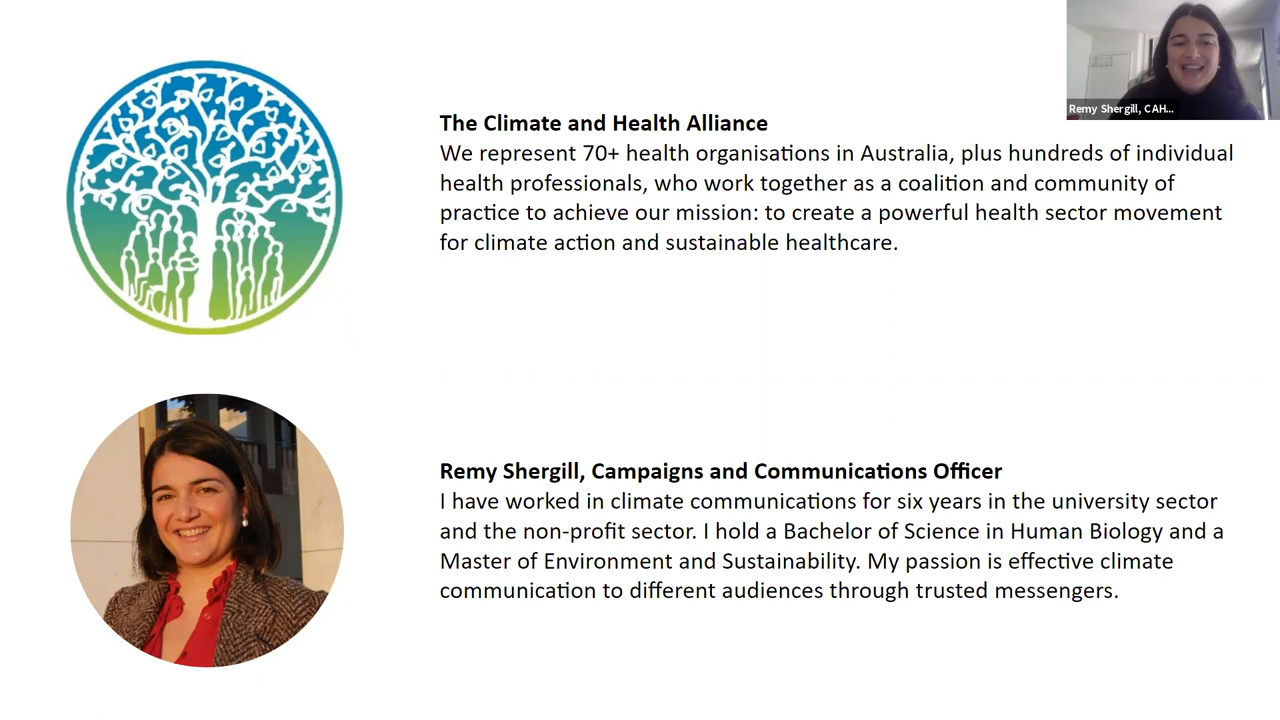 Remy Shergill, CAH...
The Climate and Health Alliance
We represent 70+ health organisations in Australia, plus hundreds of individual
health professionals, who work together as a coalition and community of
practice to achieve our mission: to create a powerful health sector movement
for climate action and sustainable healthcare.
Remy Shergill, Campaigns and Communications Officer
I have worked in climate communications for six years in the university sector
and the non-profit sector. I hold a Bachelor of Science in Human Biology and a
Master of Environment and Sustainability. My passion is effective climate
communication to different audiences through trusted messengers.